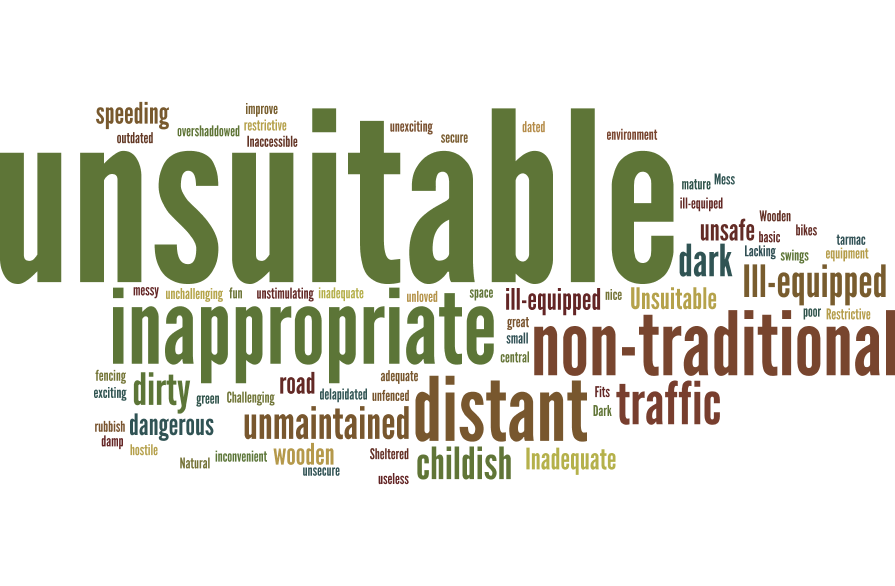 speeding
improve
outdated
overshaddowed
restrictive
Inaccessible
unexciting
secure
dated
environment
unsuitable
mature
Mess
ill-equiped
unsafe
Wooden
basic
bikes
tarmac
dark
Lacking
swings
equipment
Ill-equipped
messy
unchallenging
fun
unstimulating
inadequate
unloved
space
ill-equipped
nice
Unsuitable
poor
Restrictive
inappropriate
great
small
central
non-traditional
fencing
exciting
dirty
green
Challenging
road
delapidated
adequate
unfenced
distant
Fits
Dark
traffic
rubbish
damp
dangerous
hostile
unmaintained
Natural
inconvenient
wooden
unsecure
Sheltered
useless
childish
Inadequate